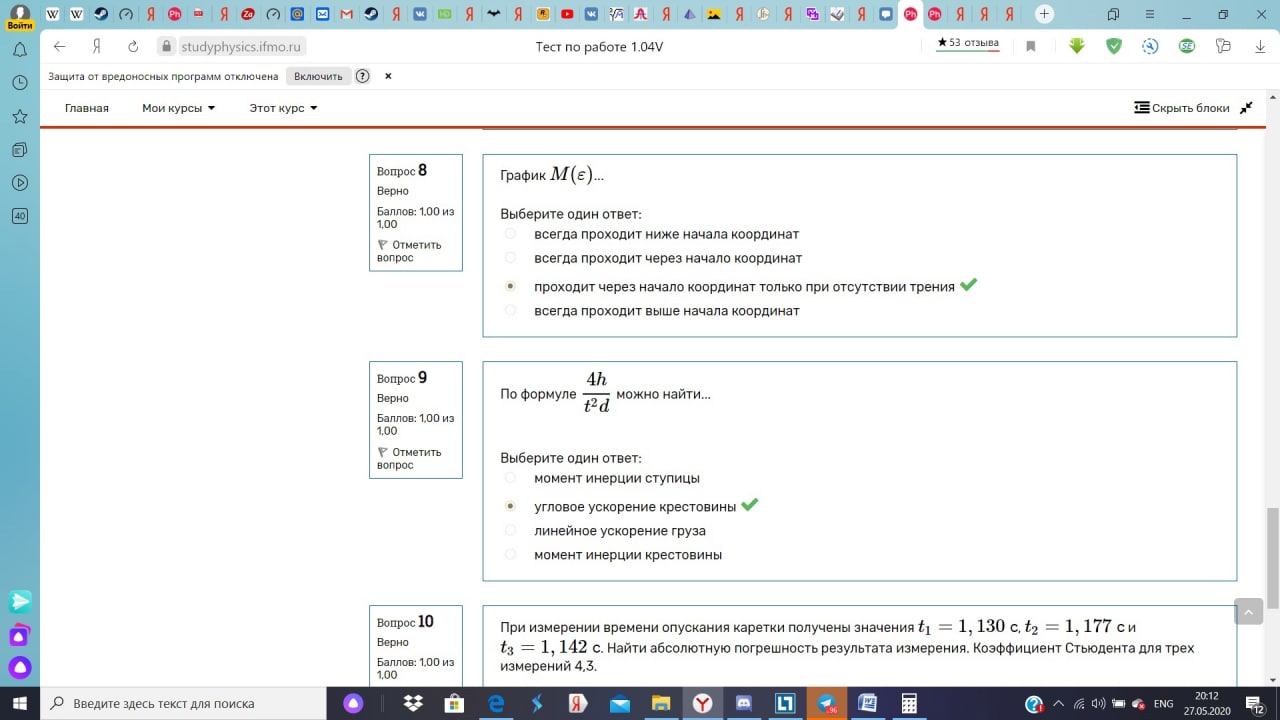 Войти
studyphysics.ifmo.ru
Тест по работе 1.04V
★ 53 отзыва
Защита от вредоносных программ отключена
Включить
Главная
Мои курсы
Этот курс
Скрыть блоки
40
Вопрос 8
Верно
Баллов: 1,00 из
1,00
Отметить
вопрос
График M(ε)...
Выберите один ответ:
всегда проходит ниже начала координат
всегда проходит через начало координат
проходит через начало координат только при отсутствии трения
всегда проходит выше начала координат
Вопрос 9
Верно
Баллов: 1,00 из
1,00
Отметить
вопрос
По формуле 4h/t²d можно найти...
Выберите один ответ:
момент инерции ступицы
угловое ускорение крестовины
линейное ускорение груза
момент инерции крестовины
Вопрос 10
Верно
Баллов: 1,00 из
1,00
При измерении времени опускания каретки получены значения t₁ = 1, 130 с, t₂ = 1, 177 с и
t₃ = 1, 142 с. Найти абсолютную погрешность результата измерения. Коэффициент Стьюдента для трех
измерений 4,3.
Введите здесь текст для поиска
ENG
20:12
27.05.2020
12